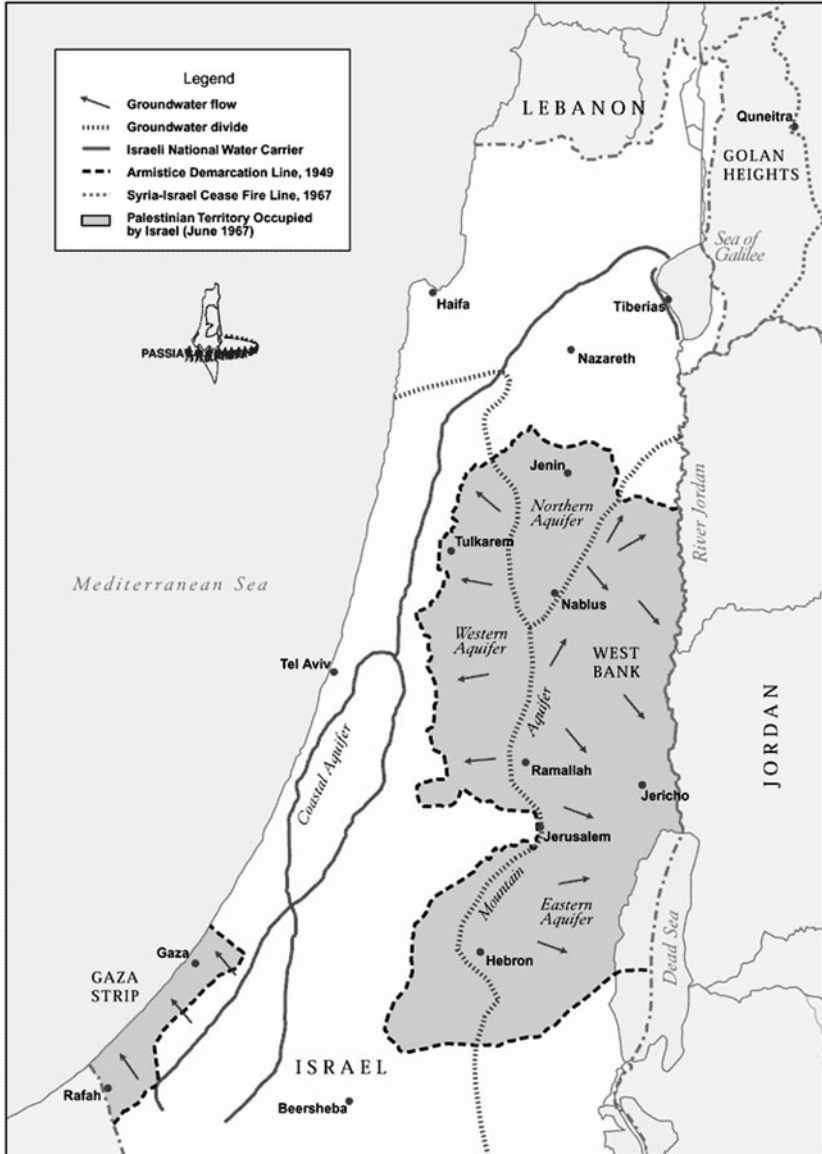 Legend
Groundwater flow
Groundwater divide
Israeli National Water Carrier
Armistice Demarcation Line, 1949
Syria-Israel Cease Fire Line, 1967
Palestinian Territory Occupied
by Israel (June 1967)
PASSIA
LEBANON
Quneitra
GOLAN
HEIGHTS
Sea of
Galilee
Haifa
Tiberias
Nazareth
Jenin
Northern
Aquifer
River Jordan
Tulkarem
Mediterranean Sea
Nablus
Western
Aquifer
WEST
BANK
Tel Aviv
Aquifer
JORDAN
Coastal Aquifer
Ramallah
Jericho
Jerusalem
Mountain
Eastern
Aquifer
Dead Sea
Gaza
Hebron
GAZA
STRIP
ISRAEL
Rafah
Beersheba